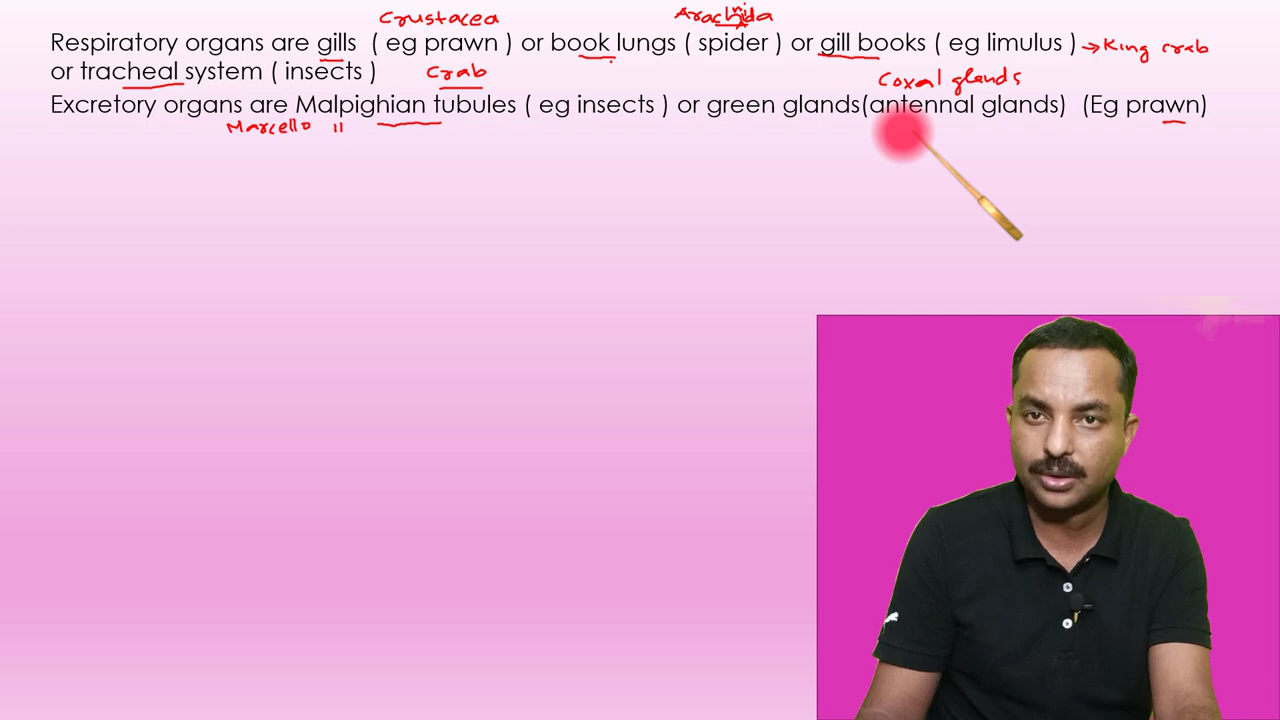 Crustacea Arachnida
Respiratory organs are gills ( eg prawn ) or book lungs ( spider ) or gill books ( eg limulus ) →King crab
or tracheal system ( insects ) Crab Coxal glands
Excretory organs are Malpighian tubules ( eg insects ) or green glands(antennal glands) (Eg prawn)
Marcello "